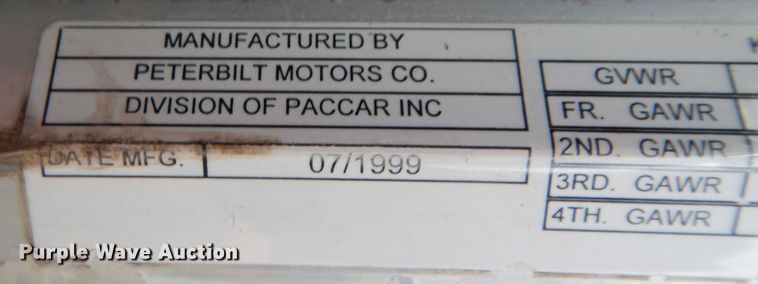 MANUFACTURED BY
PETERBILT MOTORS CO.
DIVISION OF PACCAR INC
DATE MFG. 07/1999
GVWR
FR. GAWR
2ND. GAWR
3RD. GAWR
4TH. GAWR
Purple Wave Auction